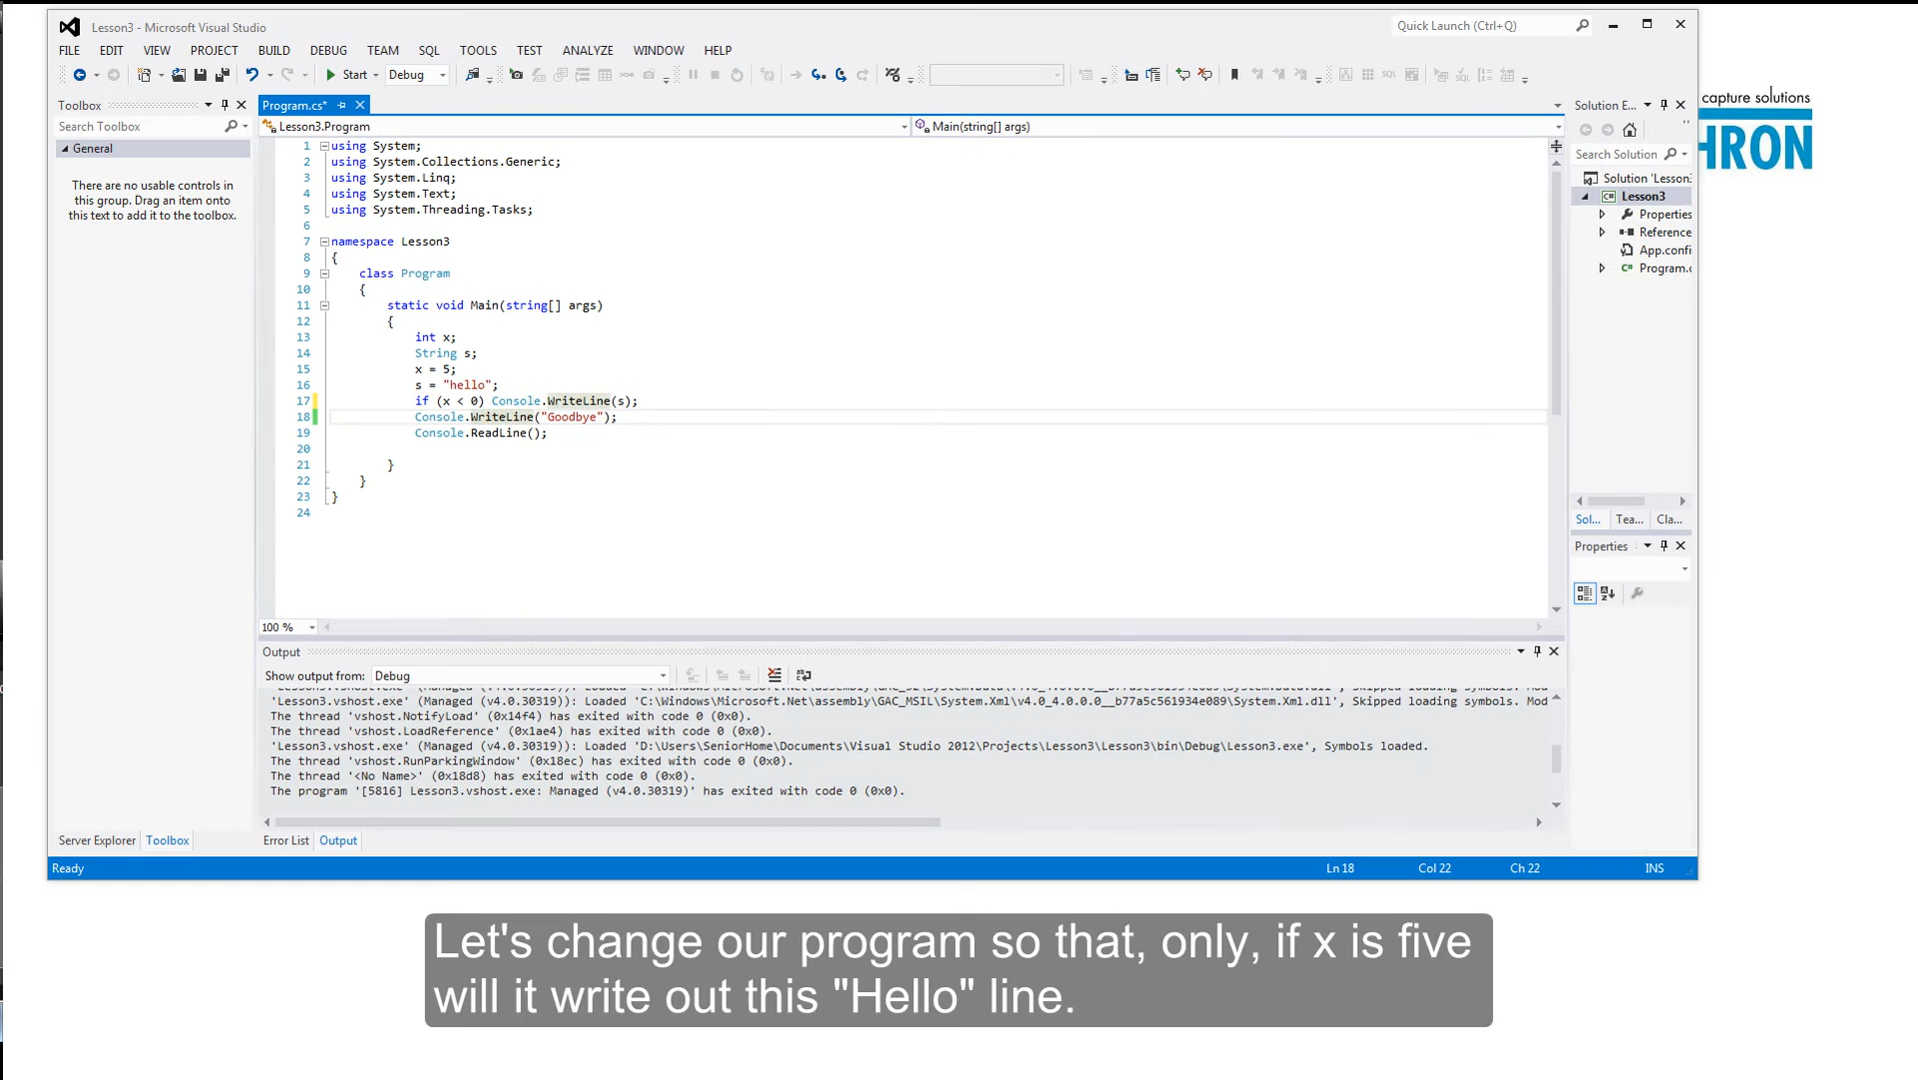 Lesson3 - Microsoft Visual Studio
Quick Launch (Ctrl+Q)
FILE EDIT VIEW PROJECT BUILD DEBUG TEAM SQL TOOLS TEST ANALYZE WINDOW HELP
Start Debug
Toolbox
Search Toolbox
General
There are no usable controls in
this group. Drag an item onto
this text to add it to the toolbox.
Server Explorer Toolbox
Program.cs*
Lesson3.Program Main(string[] args)
1 using System;
2 using System.Collections.Generic;
3 using System.Linq;
4 using System.Text;
5 using System.Threading.Tasks;
6
7 namespace Lesson3
8 {
9 class Program
10 {
11 static void Main(string[] args)
12 {
13 int x;
14 String s;
15 x = 5;
16 s = "hello";
17 if (x < 0) Console.WriteLine(s);
18 Console.WriteLine("Goodbye");
19 Console.ReadLine();
20
21 }
22 }
23 }
24
100 %
Output
Show output from: Debug
'Lesson3.vshost.exe' (Managed (v4.0.30319)): Loaded 'C:\Windows\Microsoft.Net\assembly\GAC_MSIL\System.Xml\v4.0_4.0.0.0__b77a5c561934e089\System.Xml.dll', Skipped loading symbols. Mod
The thread 'vshost.NotifyLoad' (0x14f4) has exited with code 0 (0x0).
The thread 'vshost.LoadReference' (0x1ae4) has exited with code 0 (0x0).
'Lesson3.vshost.exe' (Managed (v4.0.30319)): Loaded 'D:\Users\SeniorHome\Documents\Visual Studio 2012\Projects\Lesson3\Lesson3\bin\Debug\Lesson3.exe', Symbols loaded.
The thread 'vshost.RunParkingWindow' (0x18ec) has exited with code 0 (0x0).
The thread '<No Name>' (0x18d8) has exited with code 0 (0x0).
The program '[5816] Lesson3.vshost.exe: Managed (v4.0.30319)' has exited with code 0 (0x0).
Error List Output
Solution E...
Search Solution
Solution 'Lesson
Lesson3
Properties
Reference
App.confi
Program.c
Sol... Tea... Cla...
Properties
capture solutions
HRON
Ready Ln 18 Col 22 Ch 22 INS
Let's change our program so that, only, if x is five
will it write out this "Hello" line.